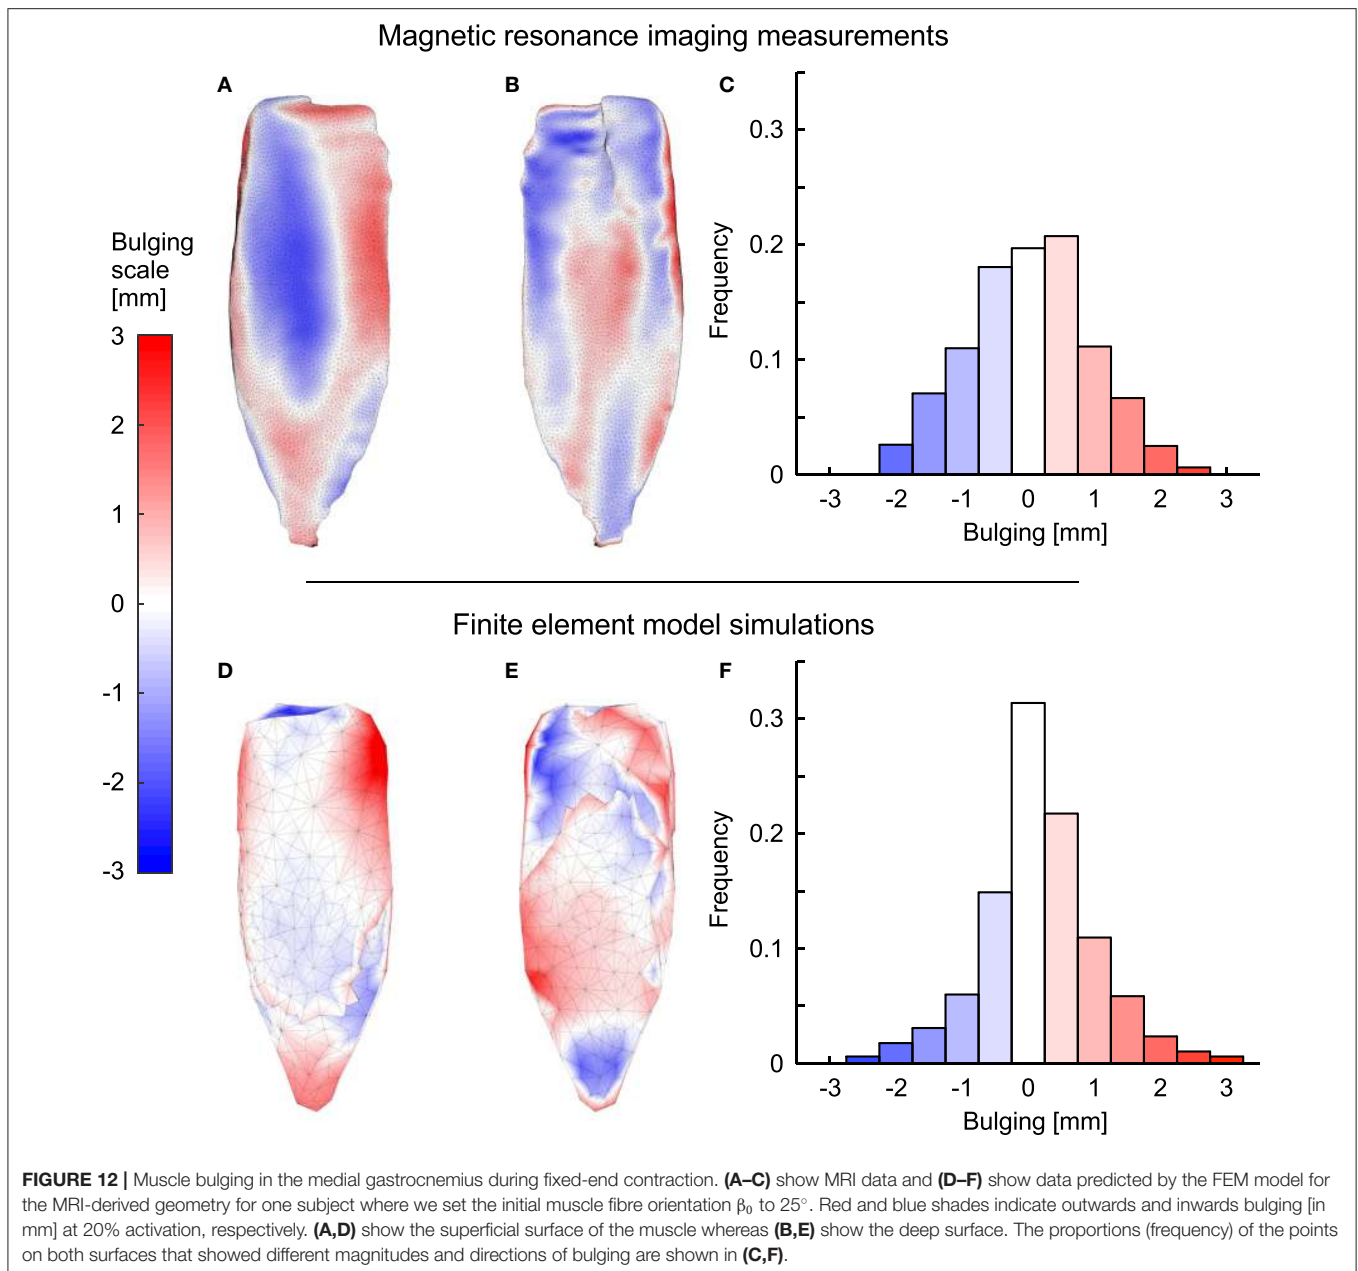 Magnetic resonance imaging measurements
A
B
C
Bulging
scale
[mm]
3
2
1
0
-1
-2
-3
Frequency
0.3
0.2
0.1
0
-3 -2 -1 0 1 2 3
Bulging [mm]
Finite element model simulations
D
E
F
Frequency
0.3
0.2
0.1
0
-3 -2 -1 0 1 2 3
Bulging [mm]
FIGURE 12 | Muscle bulging in the medial gastrocnemius during fixed-end contraction. (A–C) show MRI data and (D–F) show data predicted by the FEM model for
the MRI-derived geometry for one subject where we set the initial muscle fibre orientation β₀ to 25°. Red and blue shades indicate outwards and inwards bulging [in
mm] at 20% activation, respectively. (A,D) show the superficial surface of the muscle whereas (B,E) show the deep surface. The proportions (frequency) of the points
on both surfaces that showed different magnitudes and directions of bulging are shown in (C,F).